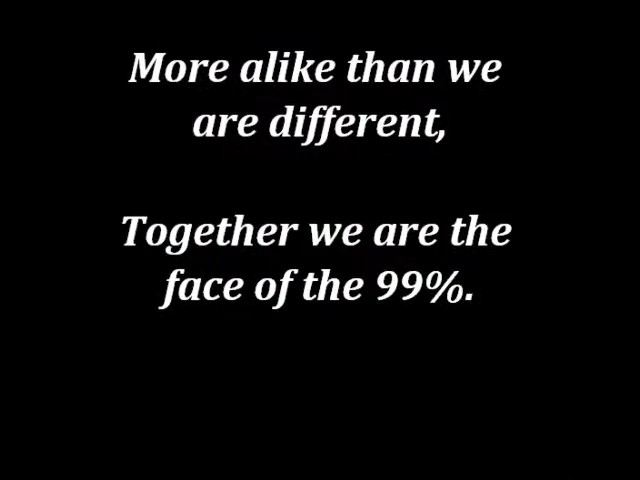 More alike than we
are different,
Together we are the
face of the 99%.